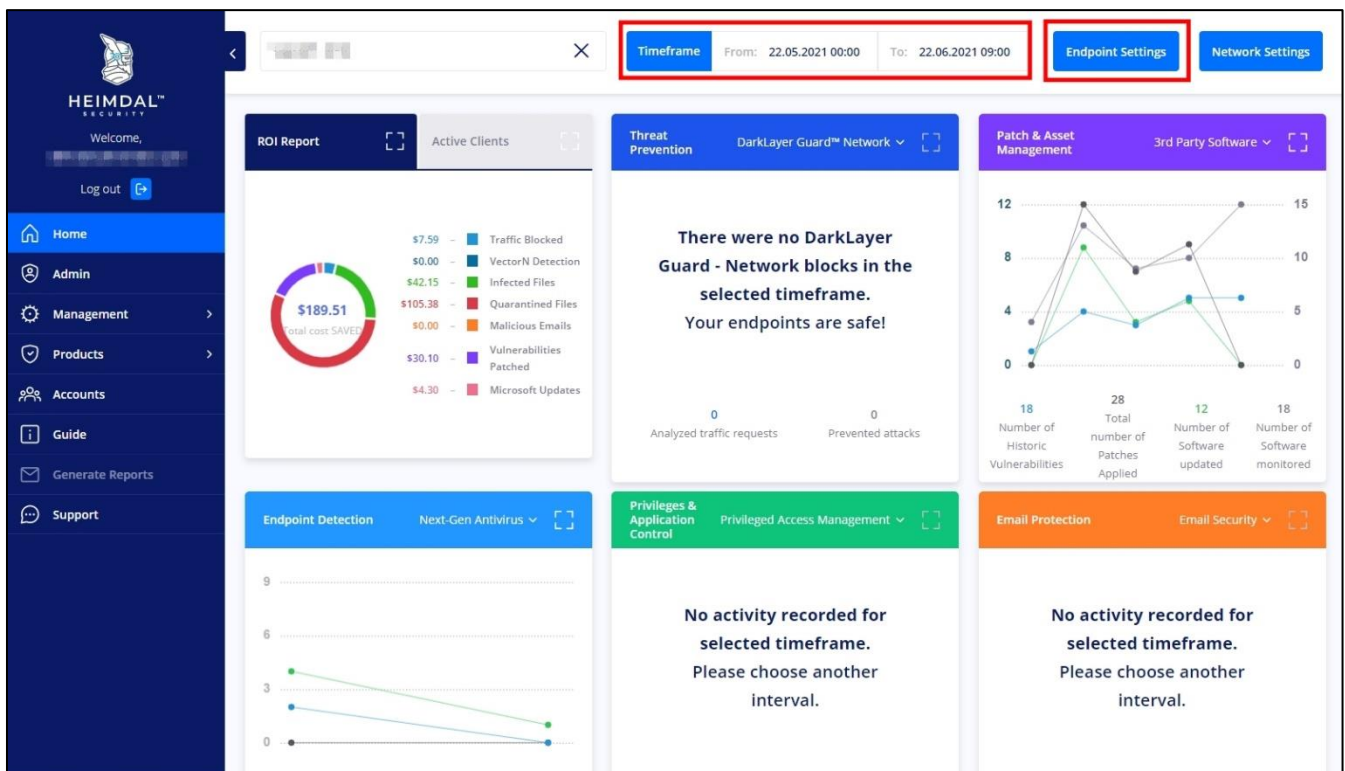 HEIMDAL™
SECURITY
Welcome,
Log out
Home
Admin
Management
Products
Accounts
Guide
Generate Reports
Support
Timeframe From: 22.05.2021 00:00 To: 22.06.2021 09:00
Endpoint Settings
Network Settings
ROI Report
Active Clients
$189.51
Total cost SAVED
$7.59 – Traffic Blocked
$0.00 – VectorN Detection
$42.15 – Infected Files
$105.38 – Quarantined Files
$0.00 – Malicious Emails
$30.10 – Vulnerabilities
Patched
$4.30 – Microsoft Updates
Threat
Prevention
DarkLayer Guard™ Network
There were no DarkLayer
Guard - Network blocks in the
selected timeframe.
Your endpoints are safe!
0
Analyzed traffic requests
0
Prevented attacks
Patch & Asset
Management
3rd Party Software
12 15
8 10
4 5
0 0
18
Number of
Historic
Vulnerabilities
28
Total
number of
Patches
Applied
12
Number of
Software
updated
18
Number of
Software
monitored
Endpoint Detection
Next-Gen Antivirus
9
6
3
0
Privileges &
Application
Control
Privileged Access Management
No activity recorded for
selected timeframe.
Please choose another
interval.
Email Protection
Email Security
No activity recorded for
selected timeframe.
Please choose another
interval.